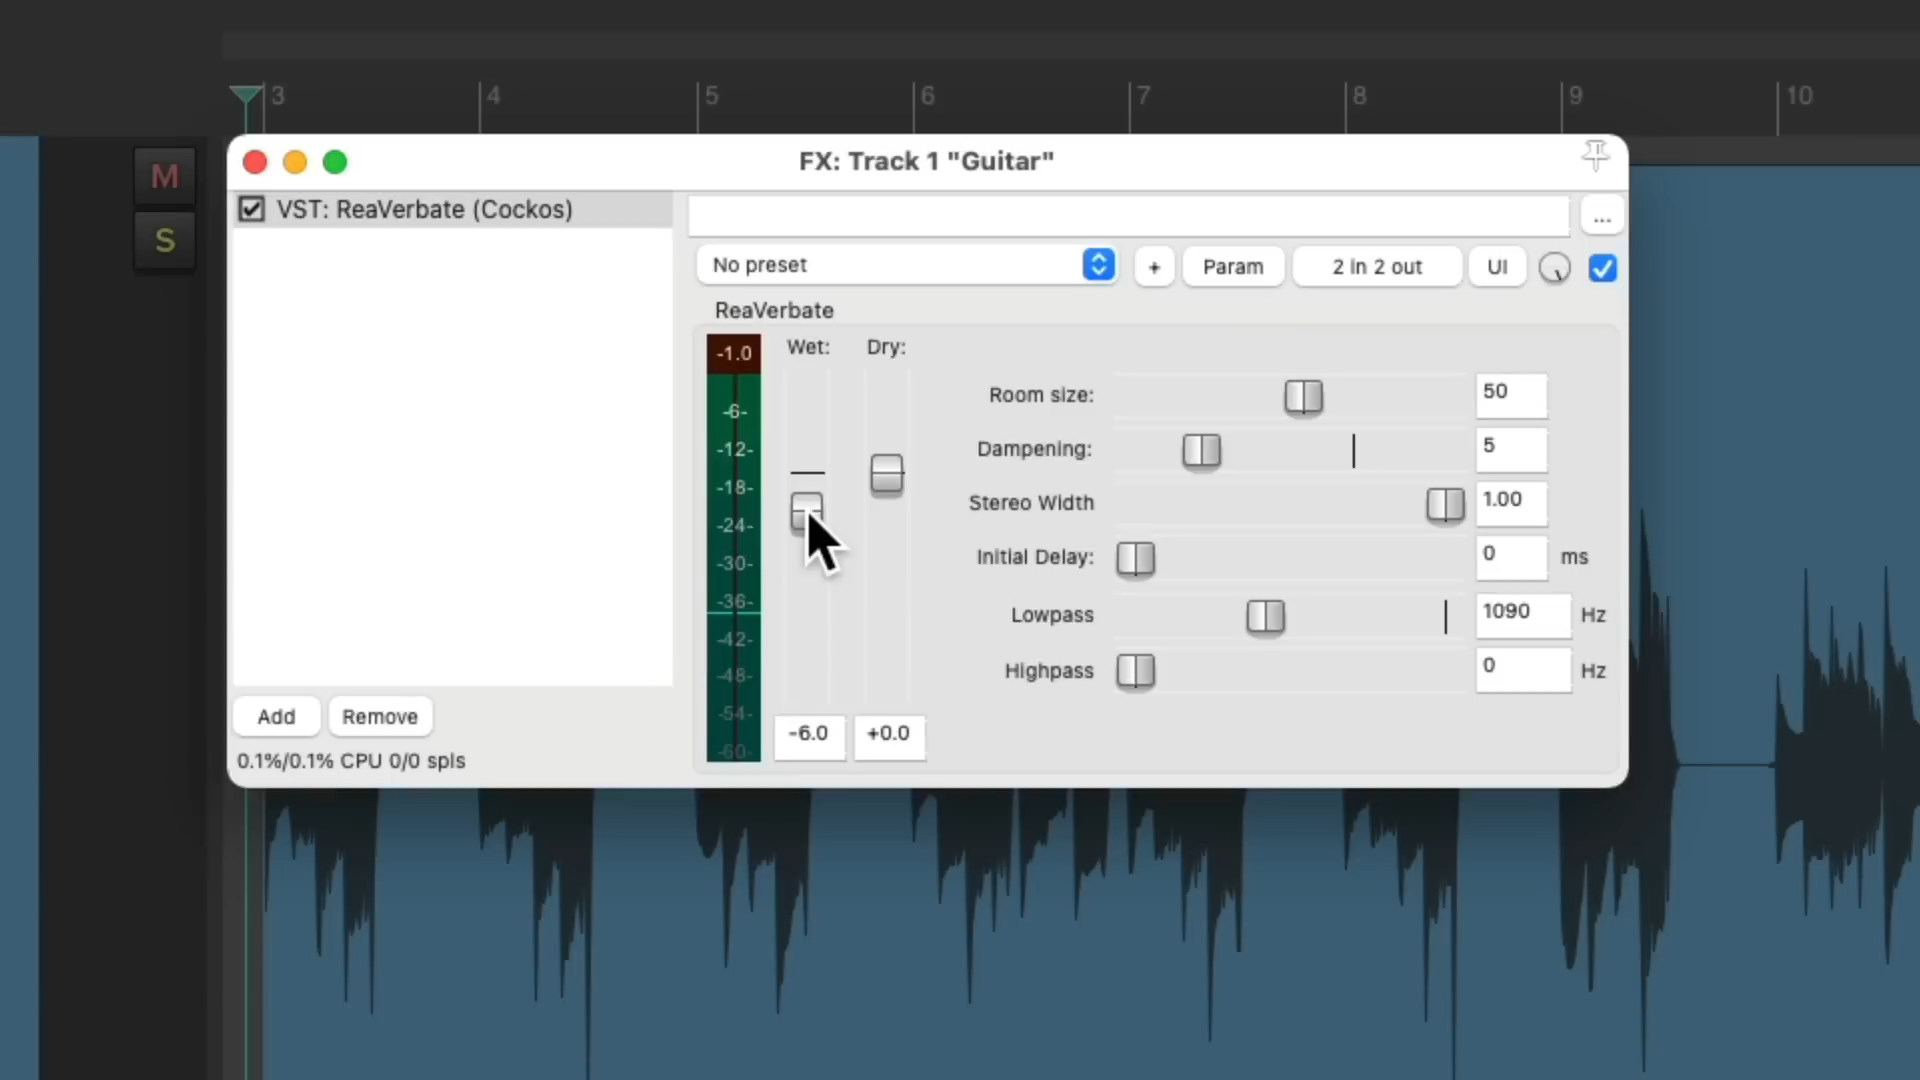 3 4 5 6 7 8 9 10
M
S
FX: Track 1 "Guitar"
VST: ReaVerbate (Cockos)
...
No preset
+
Param
2 in 2 out
UI
ReaVerbate
Wet: Dry:
-1.0
-6-
-12-
-18-
-24-
-30-
-36-
-42-
-48-
-54-
-60-
-6.0 +0.0
Room size: 50
Dampening: 5
Stereo Width 1.00
Initial Delay: 0 ms
Lowpass 1090 Hz
Highpass 0 Hz
Add Remove
0.1%/0.1% CPU 0/0 spls